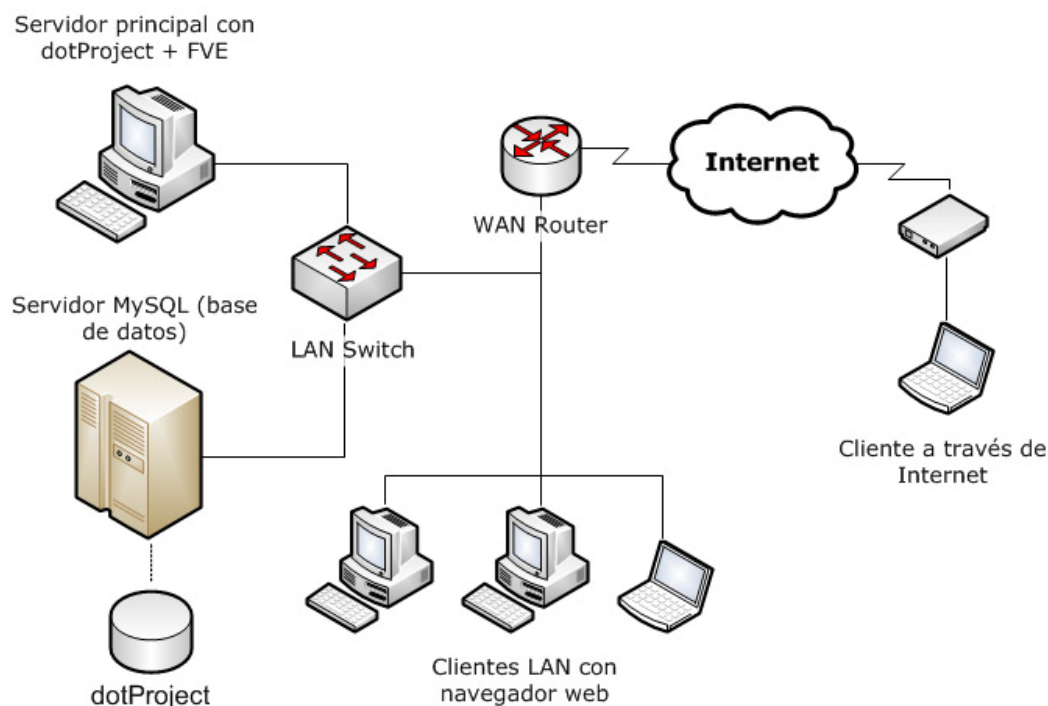 Servidor principal con
dotProject + FVE
Internet
WAN Router
Servidor MySQL (base
de datos)
LAN Switch
Cliente a través de
Internet
Clientes LAN con
navegador web
dotProject